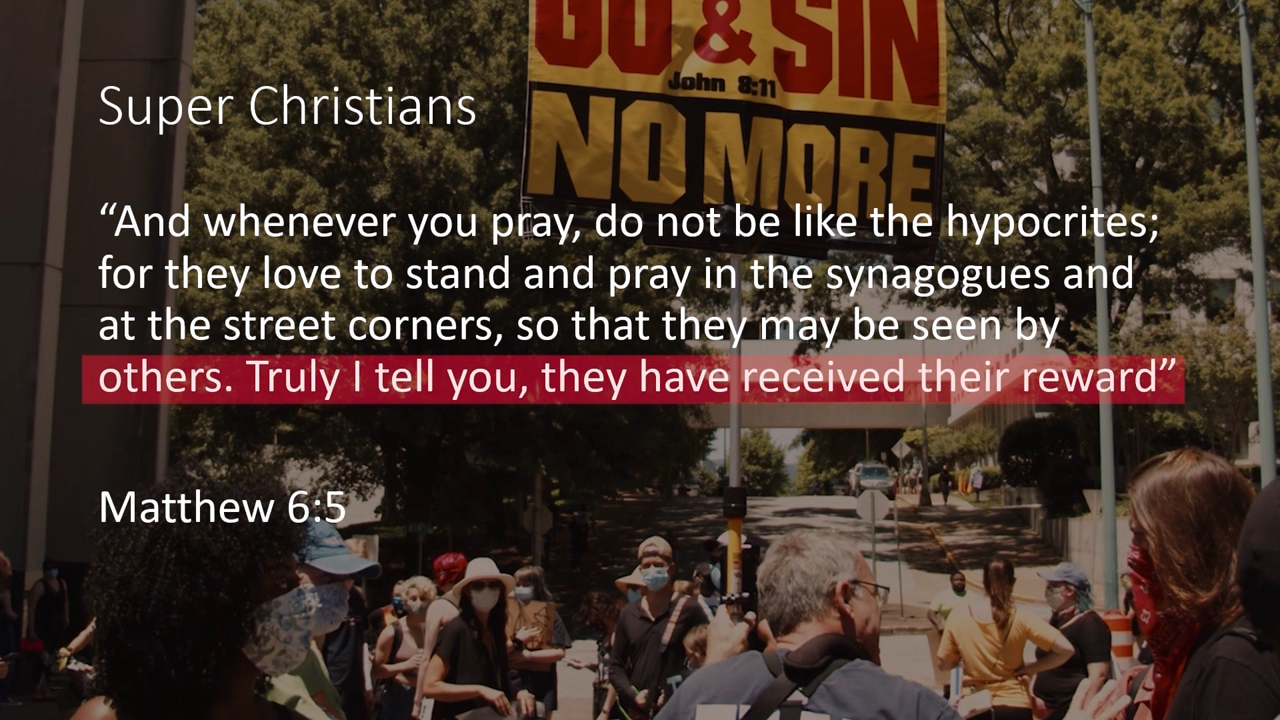 GO & SIN
John 8:11
NO MORE
Super Christians
“And whenever you pray, do not be like the hypocrites;
for they love to stand and pray in the synagogues and
at the street corners, so that they may be seen by
others. Truly I tell you, they have received their reward”
Matthew 6:5